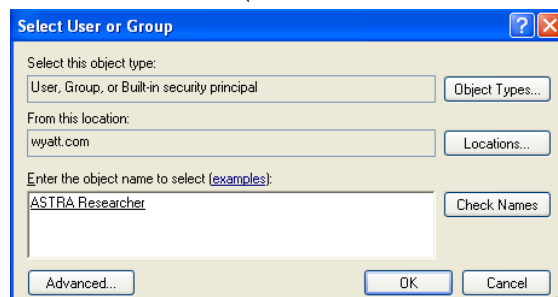 Select User or Group
Select this object type:
User, Group, or Built-in security principal
Object Types...
From this location:
wyatt.com
Locations...
Enter the object name to select (examples):
ASTRA Researcher
Check Names
Advanced...
OK
Cancel